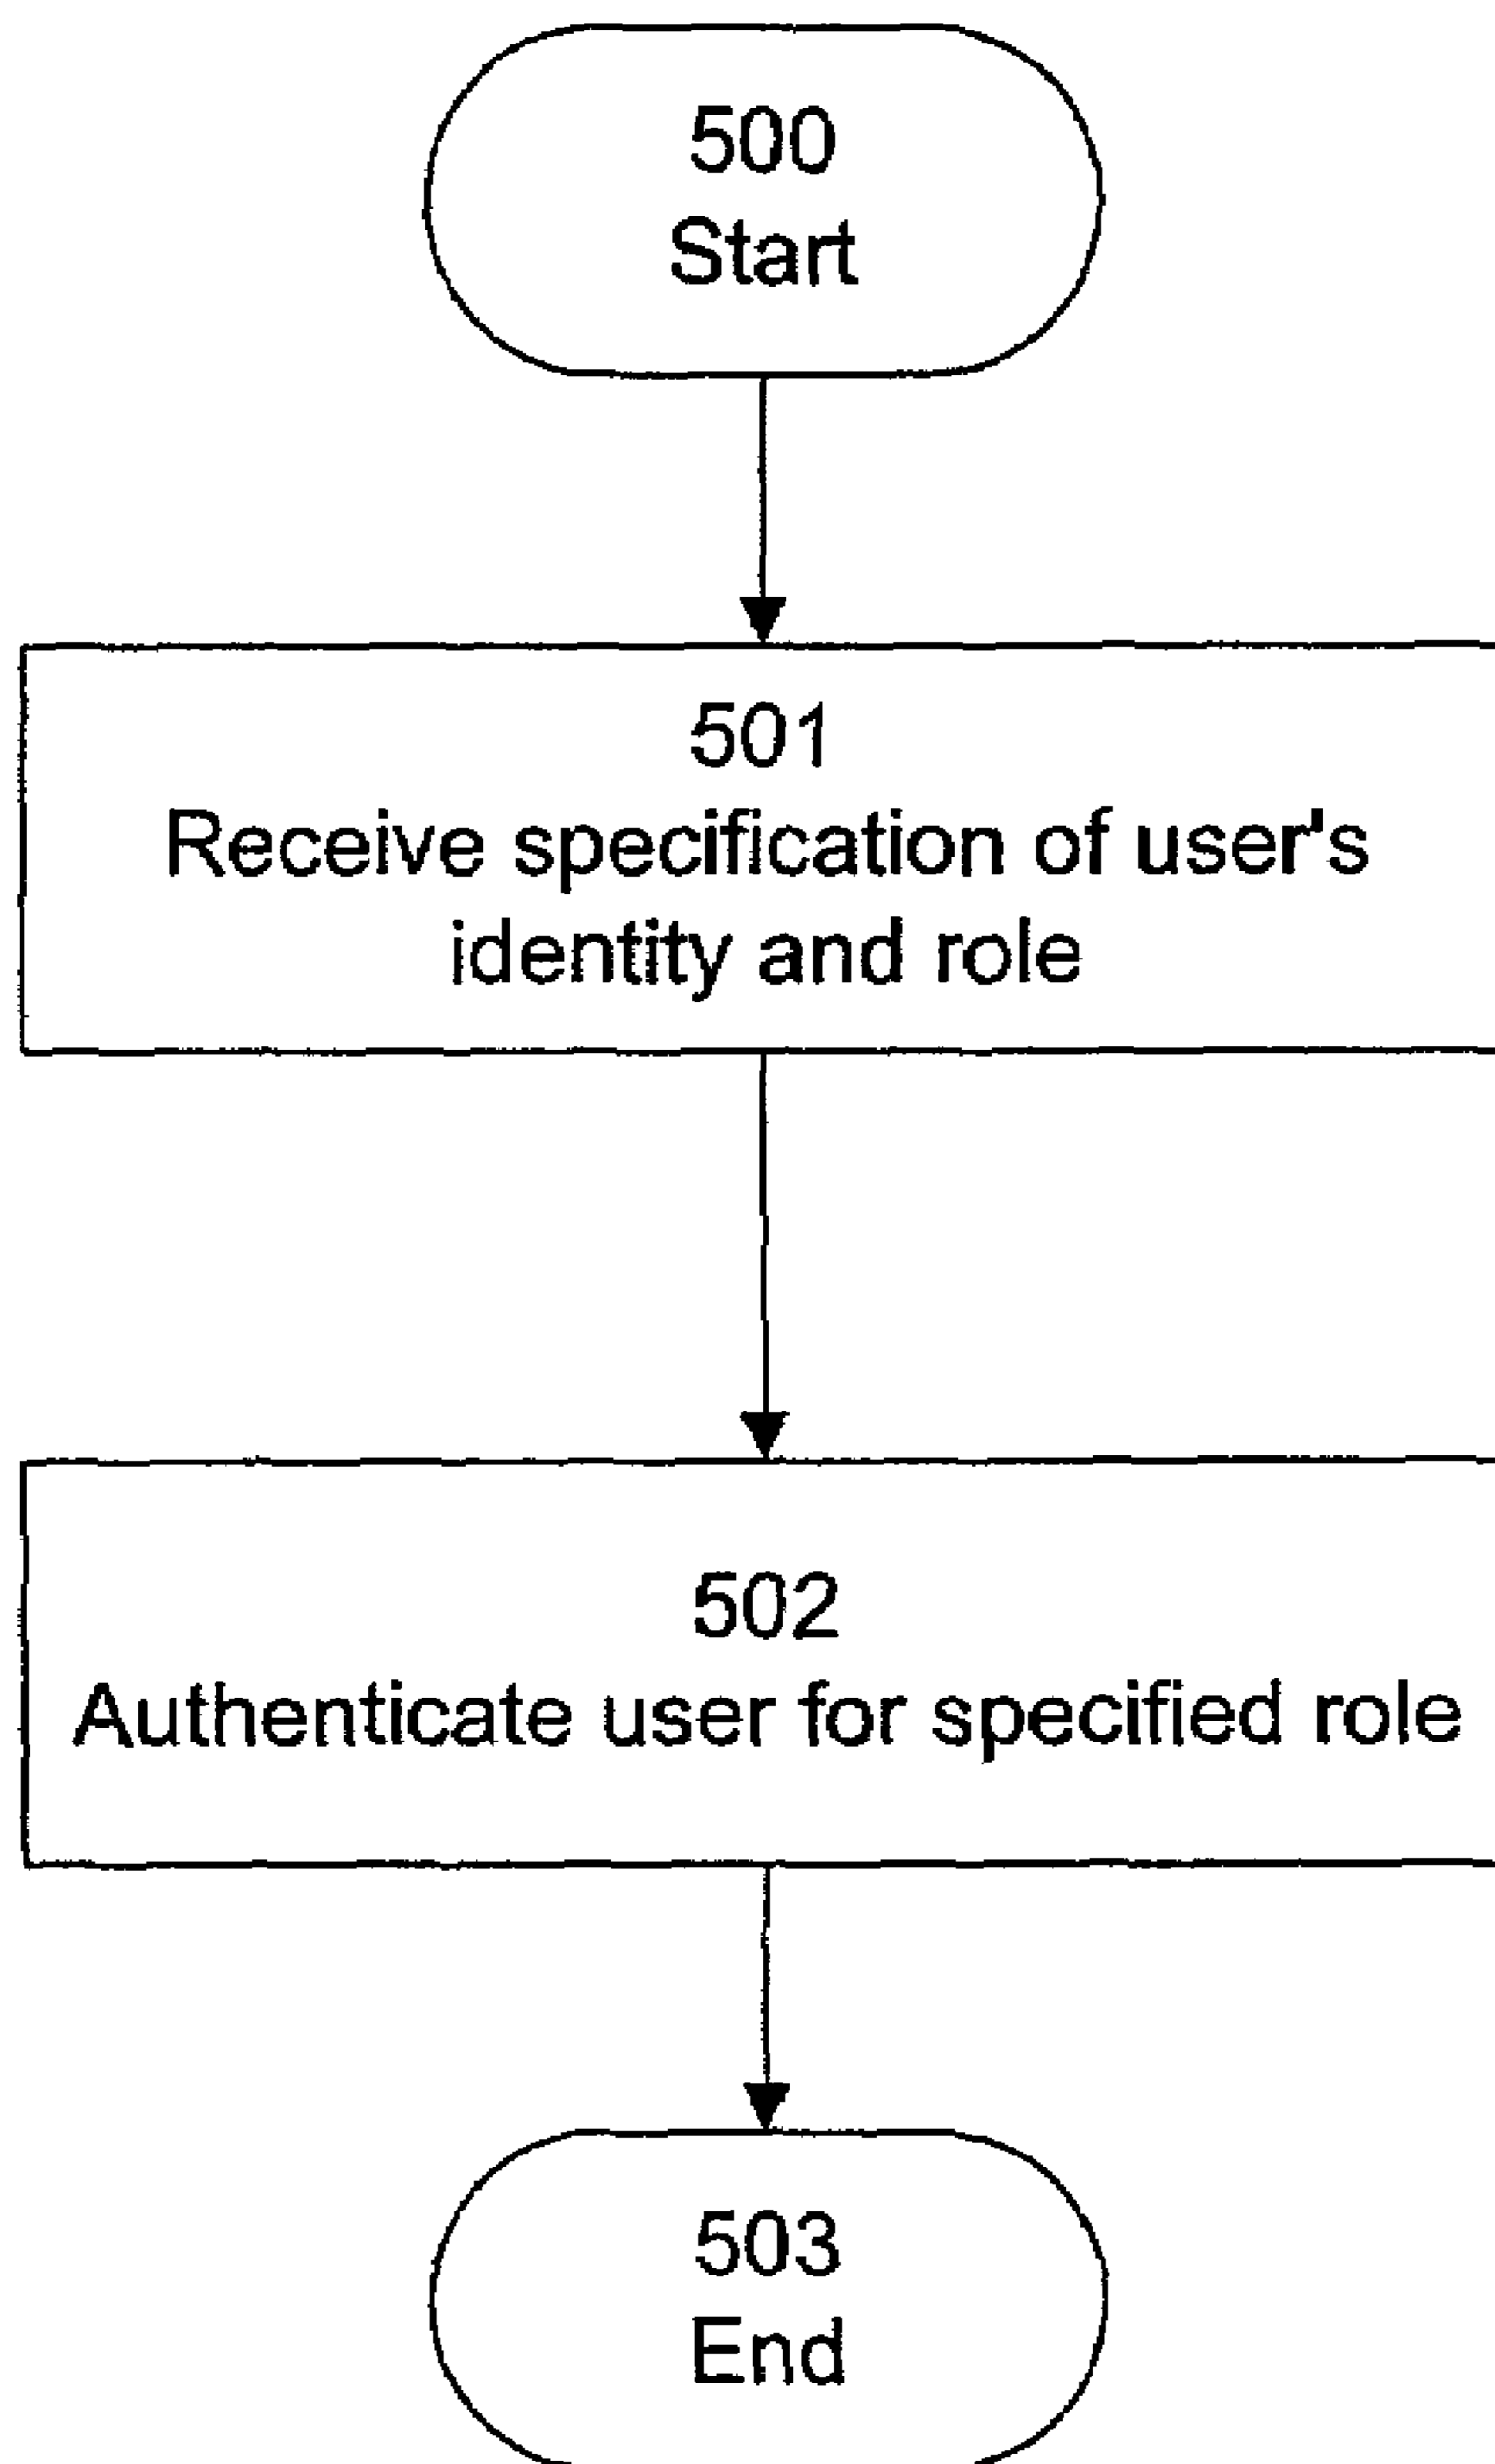 500
Start
501
Receive specification of user's
identity and role
502
Authenticate user for specified role
503
End